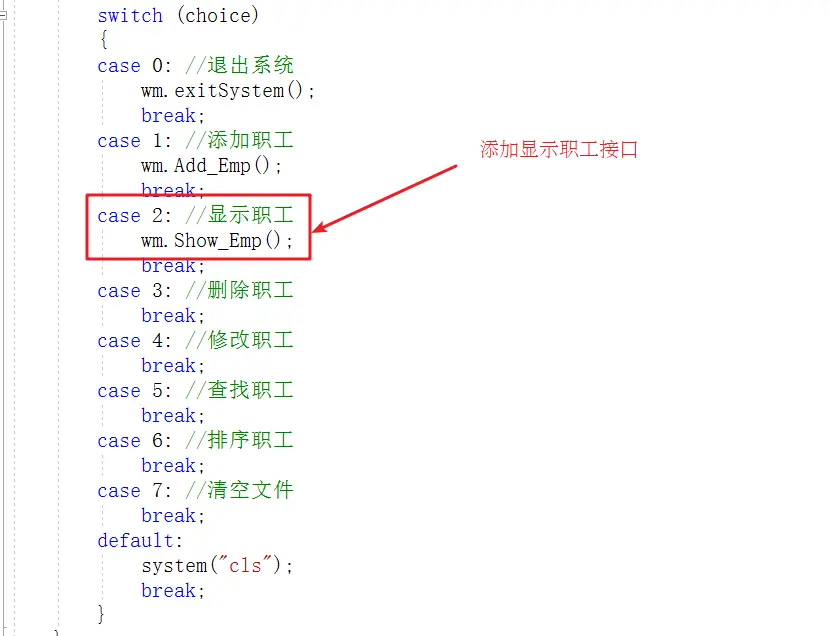 switch (choice)
{
case 0: //退出系统
wm.exitSystem();
break;
case 1: //添加职工
wm.Add_Emp();
break;
case 2: //显示职工
wm.Show_Emp();
break;
case 3: //删除职工
break;
case 4: //修改职工
break;
case 5: //查找职工
break;
case 6: //排序职工
break;
case 7: //清空文件
break;
default:
system("cls");
break;
}
}
添加显示职工接口